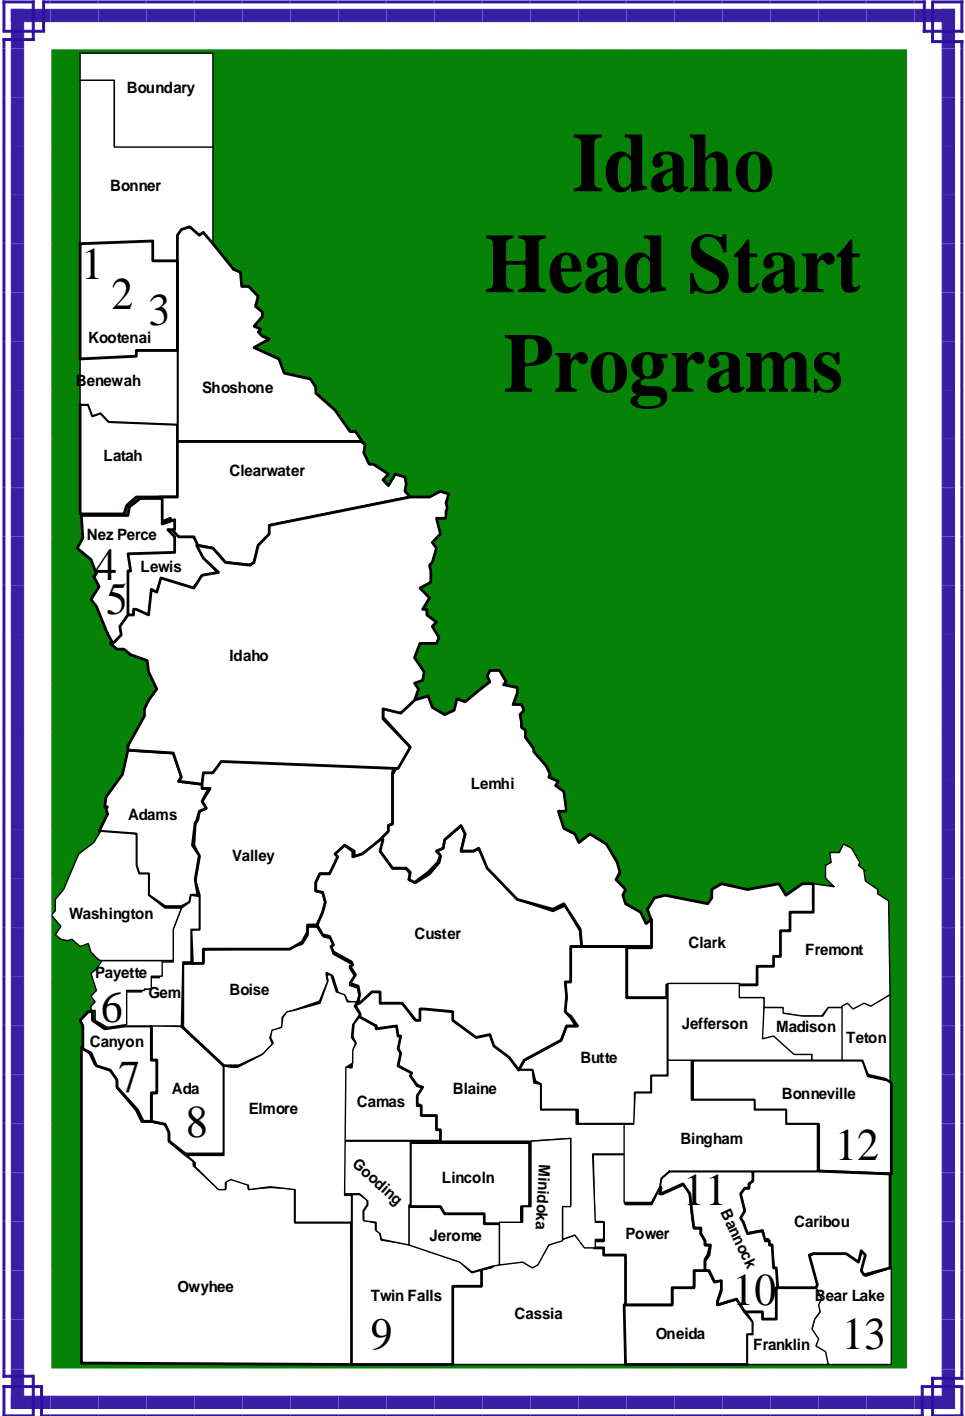 Idaho
Head Start
Programs
Boundary
Bonner
1
2
3
Kootenai
Benewah
Shoshone
Latah
Clearwater
Nez Perce
4
Lewis
5
Idaho
Lemhi
Adams
Valley
Washington
Custer
Clark
Fremont
Payette
Gem
6
Boise
Jefferson
Madison
Teton
Canyon
7
Butte
Ada
8
Elmore
Camas
Blaine
Bonneville
Bingham
12
Gooding
Lincoln
Minidoka
11
Bannock
Jerome
Power
Caribou
Owyhee
Twin Falls
9
Cassia
10
Bear Lake
13
Oneida
Franklin